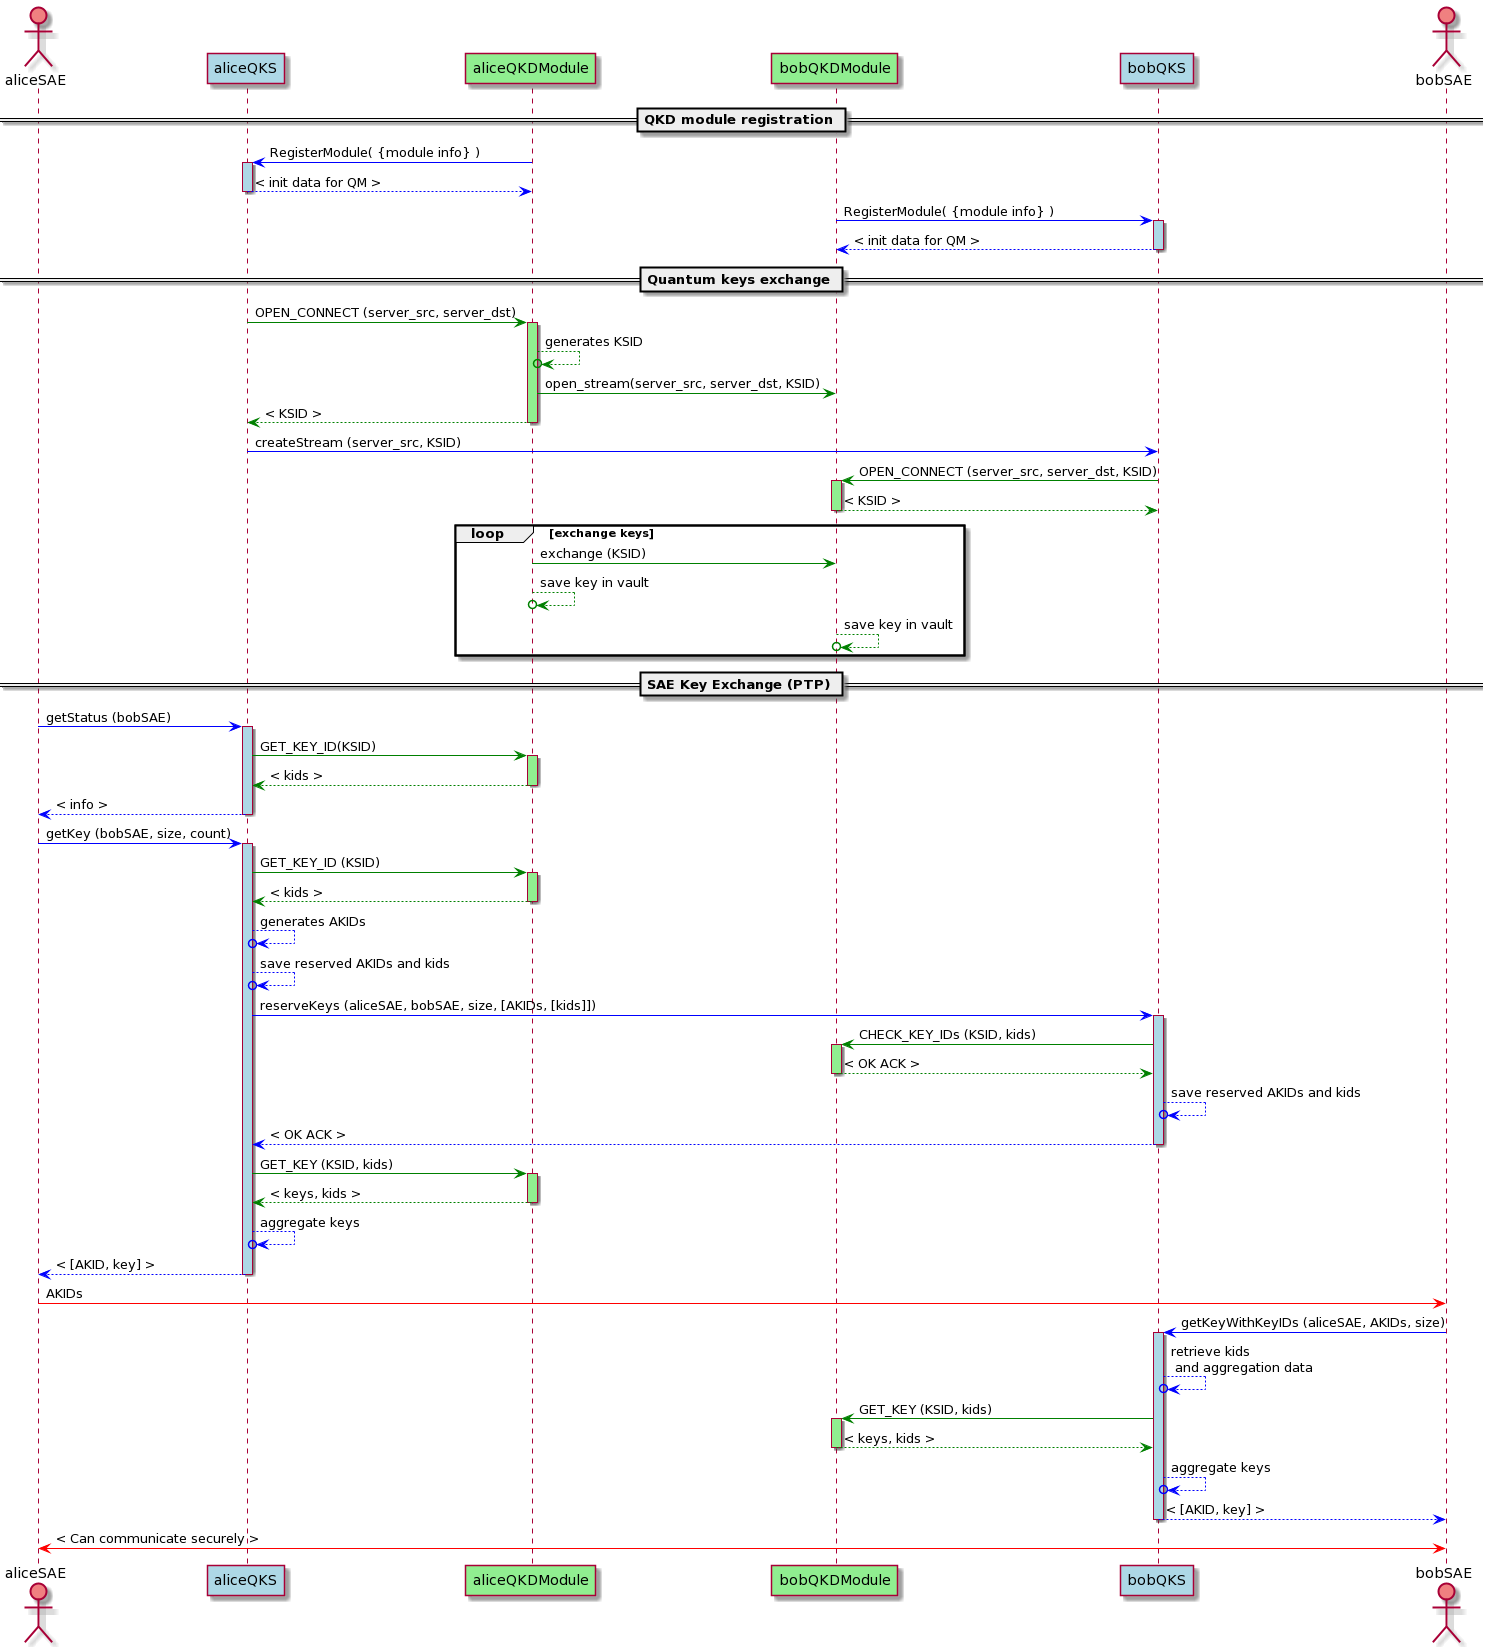 aliceSAE
aliceQKS
aliceQKDModule
bobQKDModule
bobQKS
bobSAE
QKD module registration
RegisterModule( {module info} )
< init data for QM >
RegisterModule( {module info} )
< init data for QM >
Quantum keys exchange
OPEN_CONNECT (server_src, server_dst)
generates KSID
open_stream(server_src, server_dst, KSID)
< KSID >
createStream (server_src, KSID)
OPEN_CONNECT (server_src, server_dst, KSID)
< KSID >
loop [exchange keys]
exchange (KSID)
save key in vault
save key in vault
SAE Key Exchange (PTP)
getStatus (bobSAE)
GET_KEY_ID(KSID)
< kids >
< info >
getKey (bobSAE, size, count)
GET_KEY_ID (KSID)
< kids >
generates AKIDs
save reserved AKIDs and kids
reserveKeys (aliceSAE, bobSAE, size, [AKIDs, [kids]])
CHECK_KEY_IDs (KSID, kids)
< OK ACK >
save reserved AKIDs and kids
< OK ACK >
GET_KEY (KSID, kids)
< keys, kids >
aggregate keys
< [AKID, key] >
AKIDs
getKeyWithKeyIDs (aliceSAE, AKIDs, size)
retrieve kids
and aggregation data
GET_KEY (KSID, kids)
< keys, kids >
aggregate keys
< [AKID, key] >
< Can communicate securely >
aliceSAE
aliceQKS
aliceQKDModule
bobQKDModule
bobQKS
bobSAE